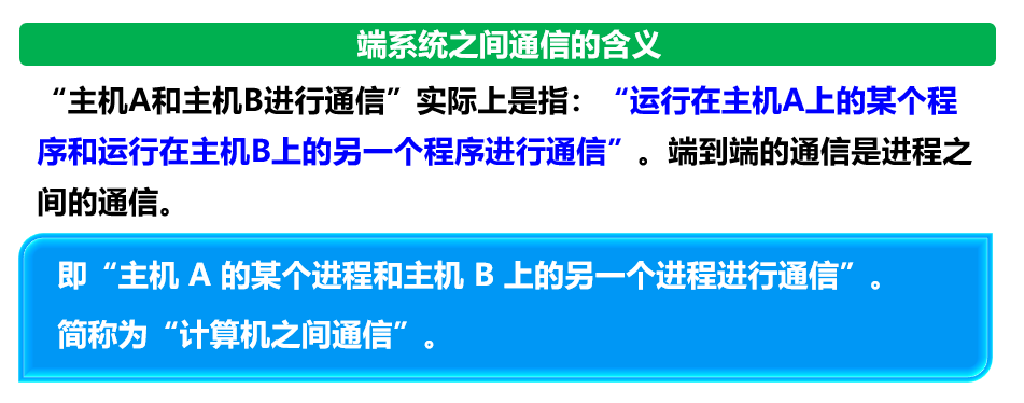 端系统之间通信的含义
“主机A和主机B进行通信”实际上是指：“运行在主机A上的某个程
序和运行在主机B上的另一个程序进行通信”。端到端的通信是进程之
间的通信。
即“主机 A 的某个进程和主机 B 上的另一个进程进行通信”。
简称为“计算机之间通信”。